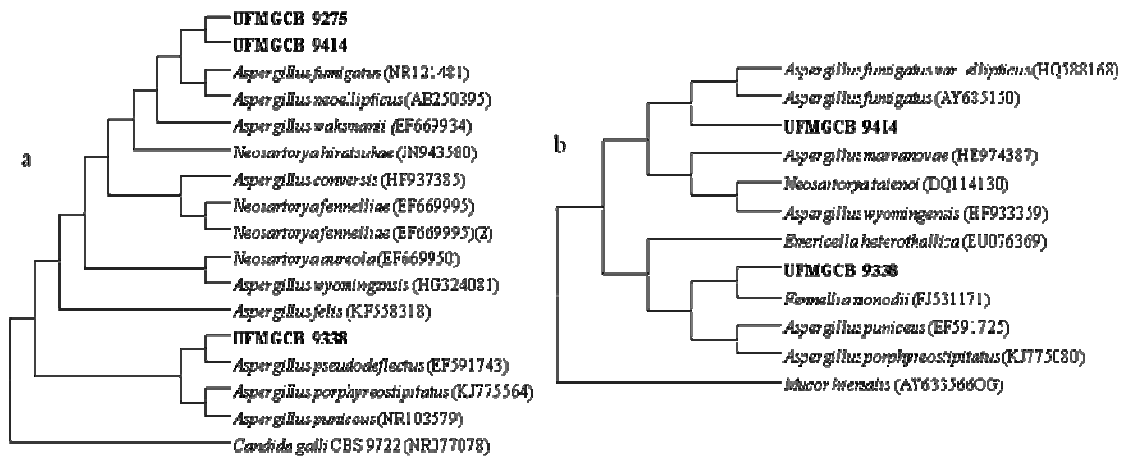 a
UFMGCB 9275
UFMGCB 9414
Aspergillus fumigatus (NR121481)
Aspergillus neoellipticus (AB250395)
Aspergillus waksmanii (EF669934)
Neosartorya hiratsukae (JN943580)
Aspergillus conversis (HF937385)
Neosartorya fennelliae (EF669995)
Neosartorya fennelliae (EF669995)(2)
Neosartorya aureola (EF669950)
Aspergillus wyomingensis (HG324081)
Aspergillus felis (KF558318)
UFMGCB 9338
Aspergillus pseudodeflectus (EF591743)
Aspergillus porphyreostipitatus (KJ775564)
Aspergillus puniceus (NR103579)
Candida galli CBS 9722 (NR377078)
b
Aspergillus fumigatus var. ellipticus (HQ588168)
Aspergillus fumigatus (AY685150)
UFMGCB 9414
Aspergillus marvanovae (HE974387)
Neosartorya tatenoi (DQ114130)
Aspergillus wyomingensis (HF933359)
Emericella heterothallica (EU076369)
UFMGCB 9338
Fennellia monodii (FJ531171)
Aspergillus puniceus (EF591725)
Aspergillus porphyreostipitatus (KJ775080)
Mucor hiemalis (AY633566OG)